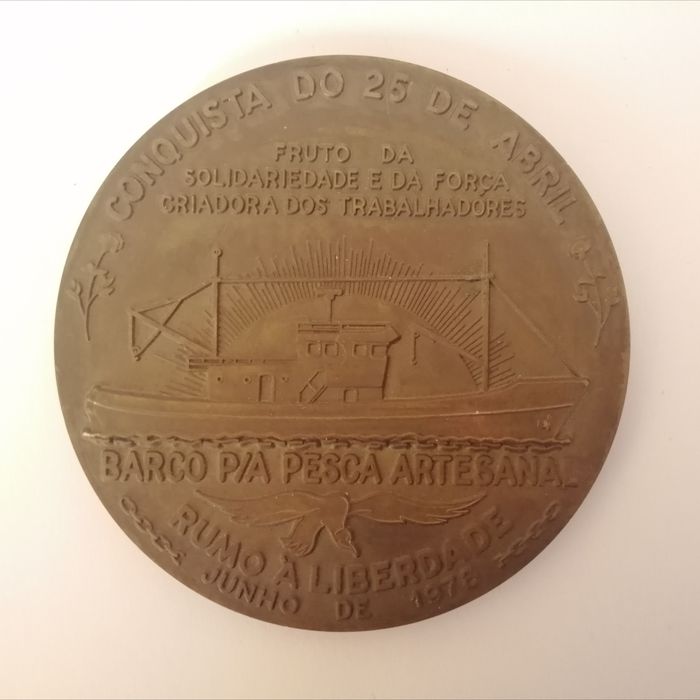 CONQUISTA DO 25 DE ABRIL
FRUTO DA
SOLIDARIEDADE E DA FORÇA
CRIADORA DOS TRABALHADORES
BARCO P/A PESCA ARTESANAL
RUMO À LIBERDADE
JUNHO DE 1978